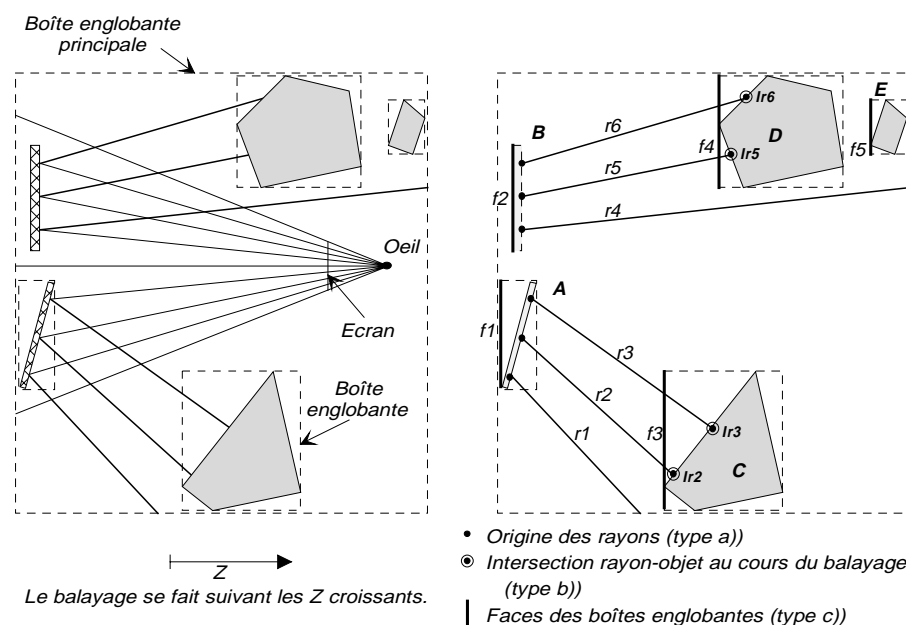 Boîte englobante
principale
Oeil
Ecran
Boîte
englobante
Z
Le balayage se fait suivant les Z croissants.
E
B
Ir6
r6
D
f4
Ir5
f5
r5
f2
r4
A
f1
r3
r2
f3
Ir3
r1
Ir2
C
Origine des rayons (type a))
Intersection rayon-objet au cours du balayage
(type b))
Faces des boîtes englobantes (type c))